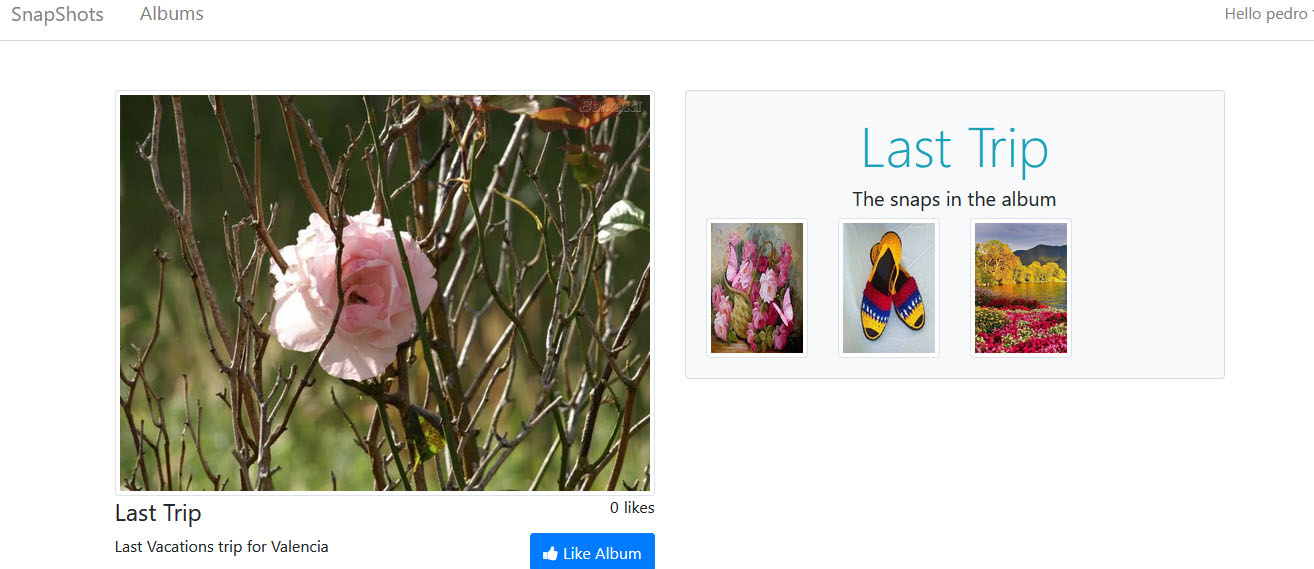 SnapShots
Albums
Hello pedro
Last Trip
0 likes
Last Vacations trip for Valencia
Like Album
Last Trip
The snaps in the album